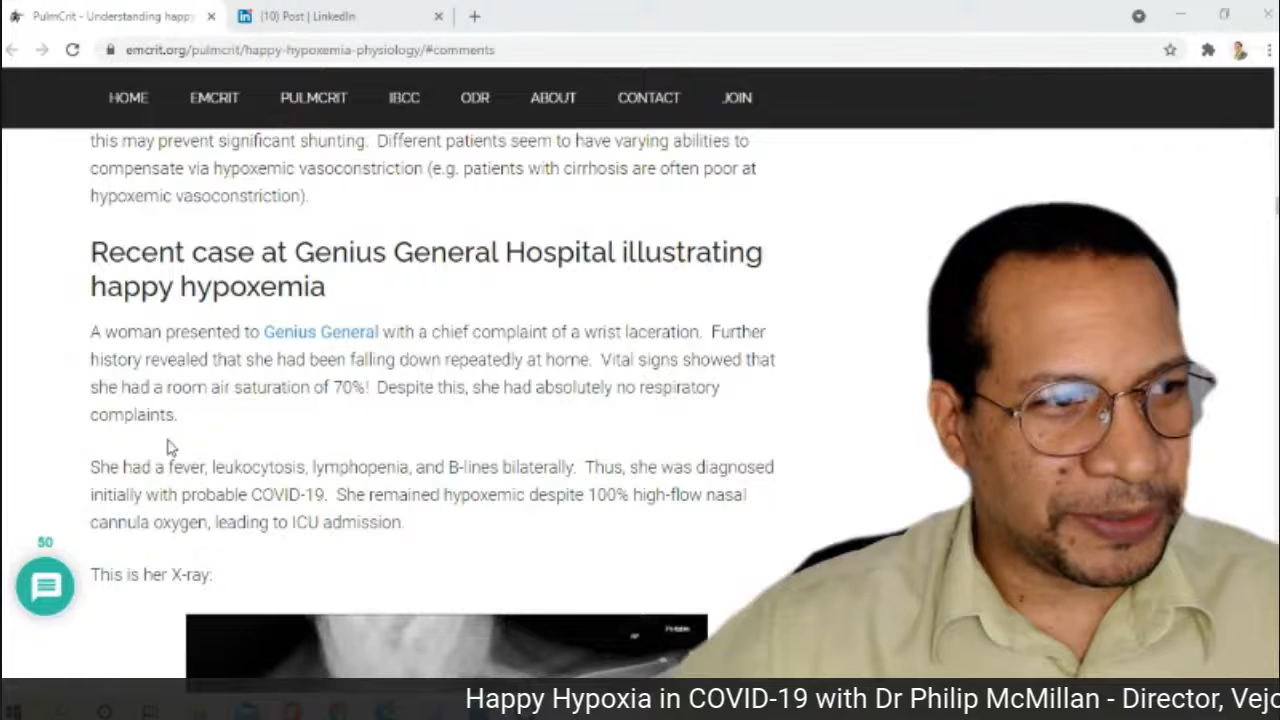 PulmCrit - Understanding happy
(10) Post | LinkedIn
emcrit.org/pulmcrit/happy-hypoxemia-physiology/#comments
HOME EMCRIT PULMCRIT IBCC ODR ABOUT CONTACT JOIN
this may prevent significant shunting. Different patients seem to have varying abilities to
compensate via hypoxemic vasoconstriction (e.g. patients with cirrhosis are often poor at
hypoxemic vasoconstriction).
Recent case at Genius General Hospital illustrating
happy hypoxemia
A woman presented to Genius General with a chief complaint of a wrist laceration. Further
history revealed that she had been falling down repeatedly at home. Vital signs showed that
she had a room air saturation of 70%! Despite this, she had absolutely no respiratory
complaints.
She had a fever, leukocytosis, lymphopenia, and B-lines bilaterally. Thus, she was diagnosed
initially with probable COVID-19. She remained hypoxemic despite 100% high-flow nasal
cannula oxygen, leading to ICU admission.
50
This is her X-ray:
Happy Hypoxia in COVID-19 with Dr Philip McMillan - Director, Vejo